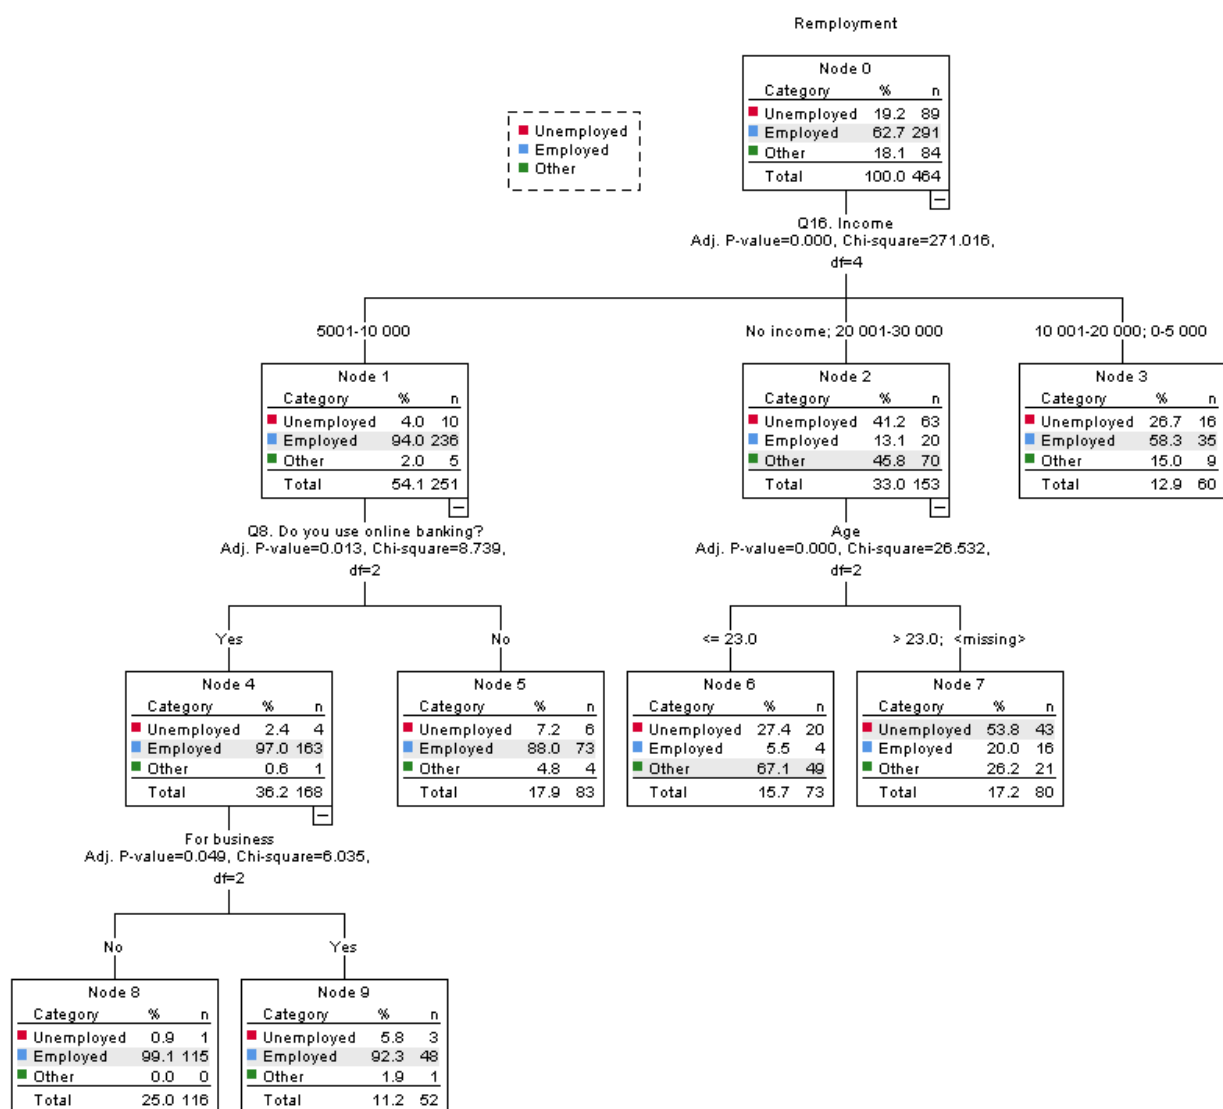 Remployment
Unemployed
Employed
Other
Node 0
Category % n
Unemployed 19.2 89
Employed 62.7 291
Other 18.1 84
Total 100.0 464
Q16. Income
Adj. P-value=0.000, Chi-square=271.016,
df=4
5001-10 000
No income; 20 001-30 000
10 001-20 000; 0-5 000
Node 1
Category % n
Unemployed 4.0 10
Employed 94.0 236
Other 2.0 5
Total 54.1 251
Node 2
Category % n
Unemployed 41.2 63
Employed 13.1 20
Other 45.8 70
Total 33.0 153
Node 3
Category % n
Unemployed 26.7 16
Employed 58.3 35
Other 15.0 9
Total 12.9 60
Q8. Do you use online banking?
Adj. P-value=0.013, Chi-square=8.739,
df=2
Age
Adj. P-value=0.000, Chi-square=26.532,
df=2
Yes
No
<= 23.0
> 23.0; <missing>
Node 4
Category % n
Unemployed 2.4 4
Employed 97.0 163
Other 0.6 1
Total 36.2 168
Node 5
Category % n
Unemployed 7.2 6
Employed 88.0 73
Other 4.8 4
Total 17.9 83
Node 6
Category % n
Unemployed 27.4 20
Employed 5.5 4
Other 67.1 49
Total 15.7 73
Node 7
Category % n
Unemployed 53.8 43
Employed 20.0 16
Other 26.2 21
Total 17.2 80
For business
Adj. P-value=0.049, Chi-square=6.035,
df=2
No
Yes
Node 8
Category % n
Unemployed 0.9 1
Employed 99.1 115
Other 0.0 0
Total 25.0 116
Node 9
Category % n
Unemployed 5.8 3
Employed 92.3 48
Other 1.9 1
Total 11.2 52